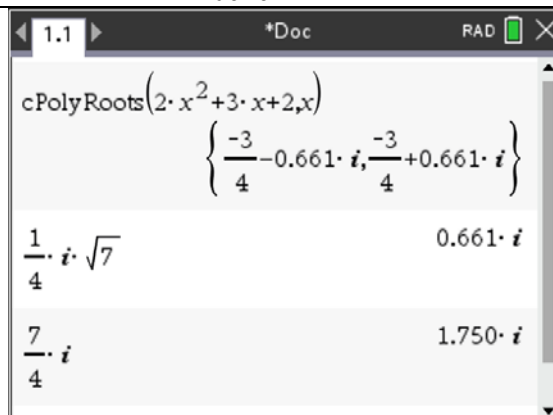 1.1 *Doc RAD
cPolyRoots(2·x²+3·x+2,x)
{-3/4-0.661·i,-3/4+0.661·i}
1/4·i·√7 0.661·i
7/4·i 1.750·i